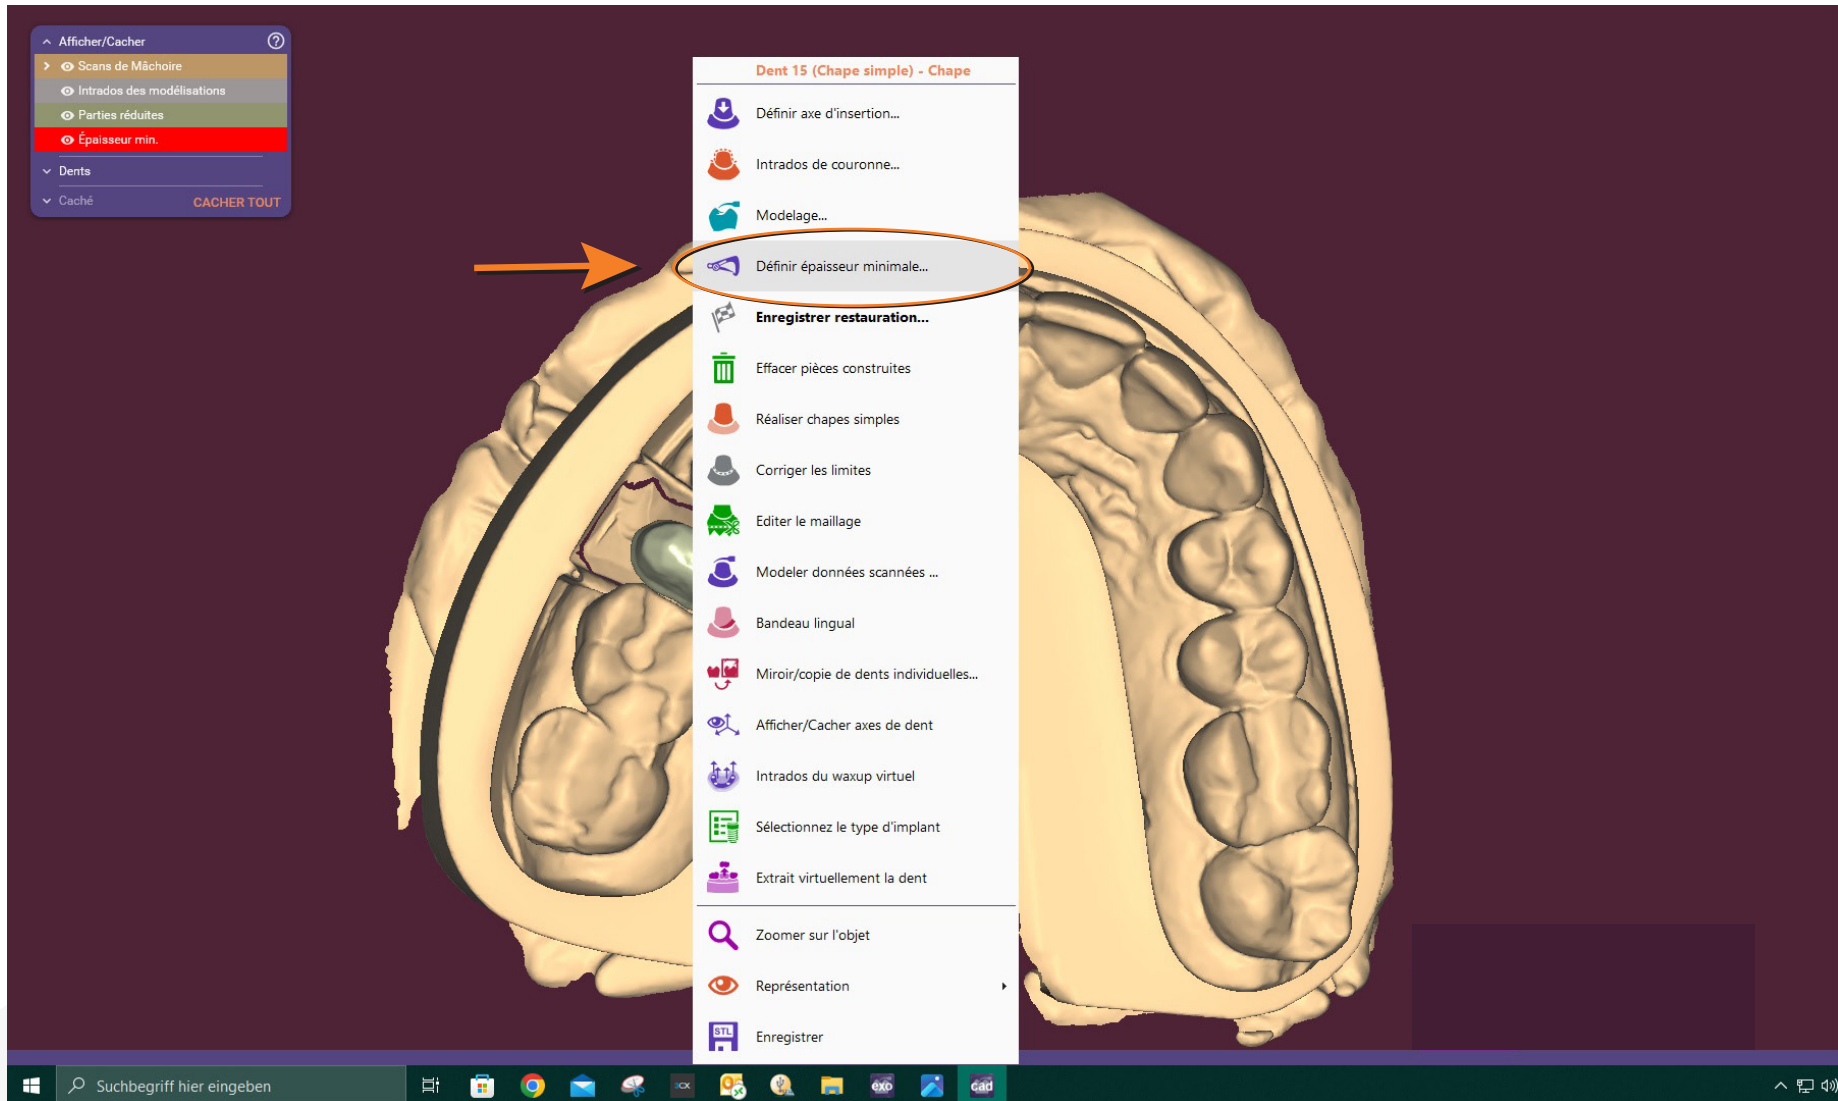 Afficher/Cacher
Scans de Mâchoire
Intrados des modélisations
Parties réduites
Épaisseur min.
Dents
Caché
CACHER TOUT
Dent 15 (Chape simple) - Chape
Définir axe d'insertion...
Intrados de couronne...
Modelage...
Définir épaisseur minimale...
Enregistrer restauration...
Effacer pièces construites
Réaliser chapes simples
Corriger les limites
Editer le maillage
Modeler données scannées ...
Bandeau lingual
Miroir/copie de dents individuelles...
Afficher/Cacher axes de dent
Intrados du waxup virtuel
Sélectionnez le type d'implant
Extrait virtuellement la dent
Zoomer sur l'objet
Représentation
STL
Enregistrer
Suchbegriff hier eingeben
exo
cad